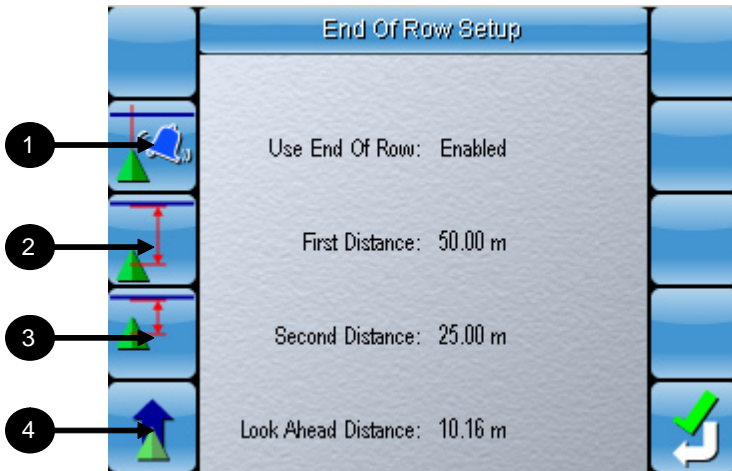 End Of Row Setup
1
Use End Of Row: Enabled
2
First Distance: 50.00 m
3
Second Distance: 25.00 m
4
Look Ahead Distance: 10.16 m